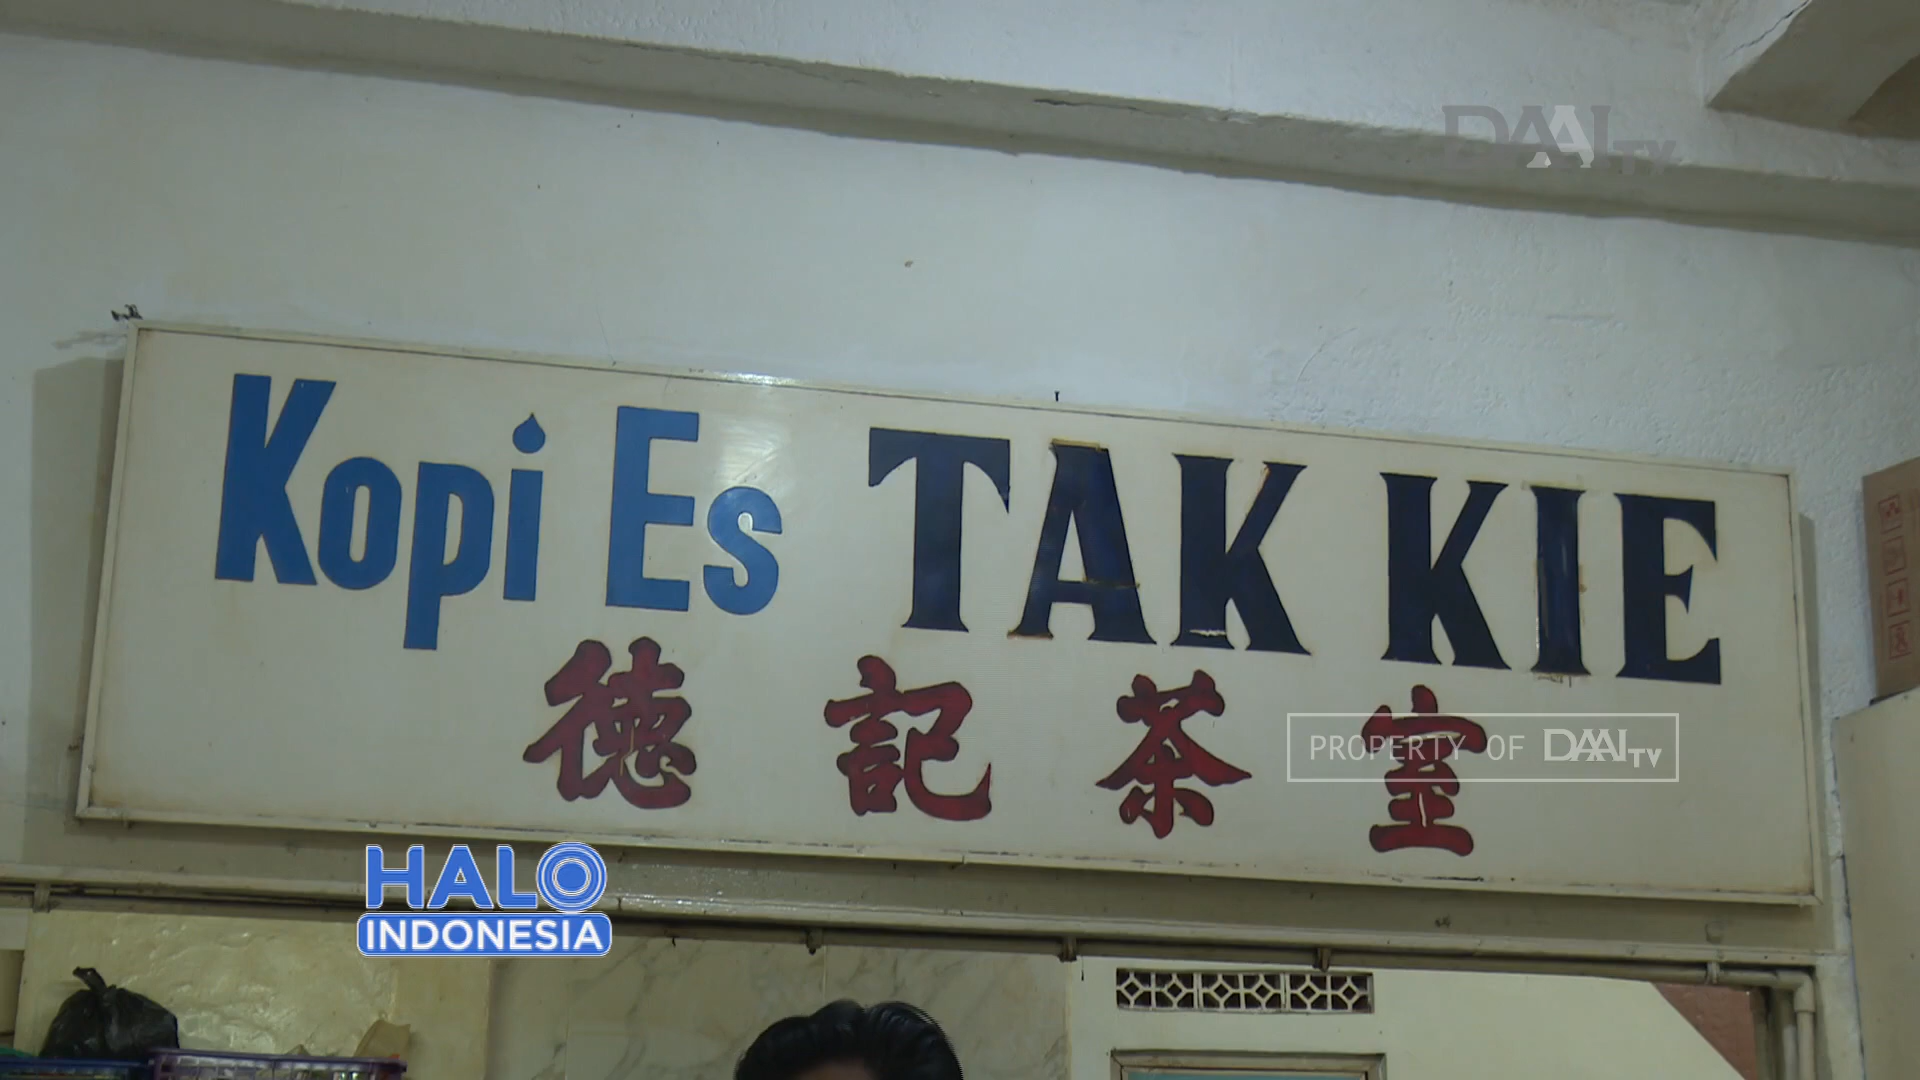 DAAI TV
Kopi Es TAK KIE
德記茶室
PROPERTY OF DAAI TV
HALO
INDONESIA